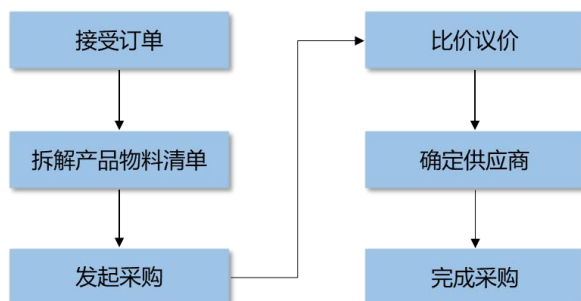 接受订单
拆解产品物料清单
发起采购
比价议价
确定供应商
完成采购